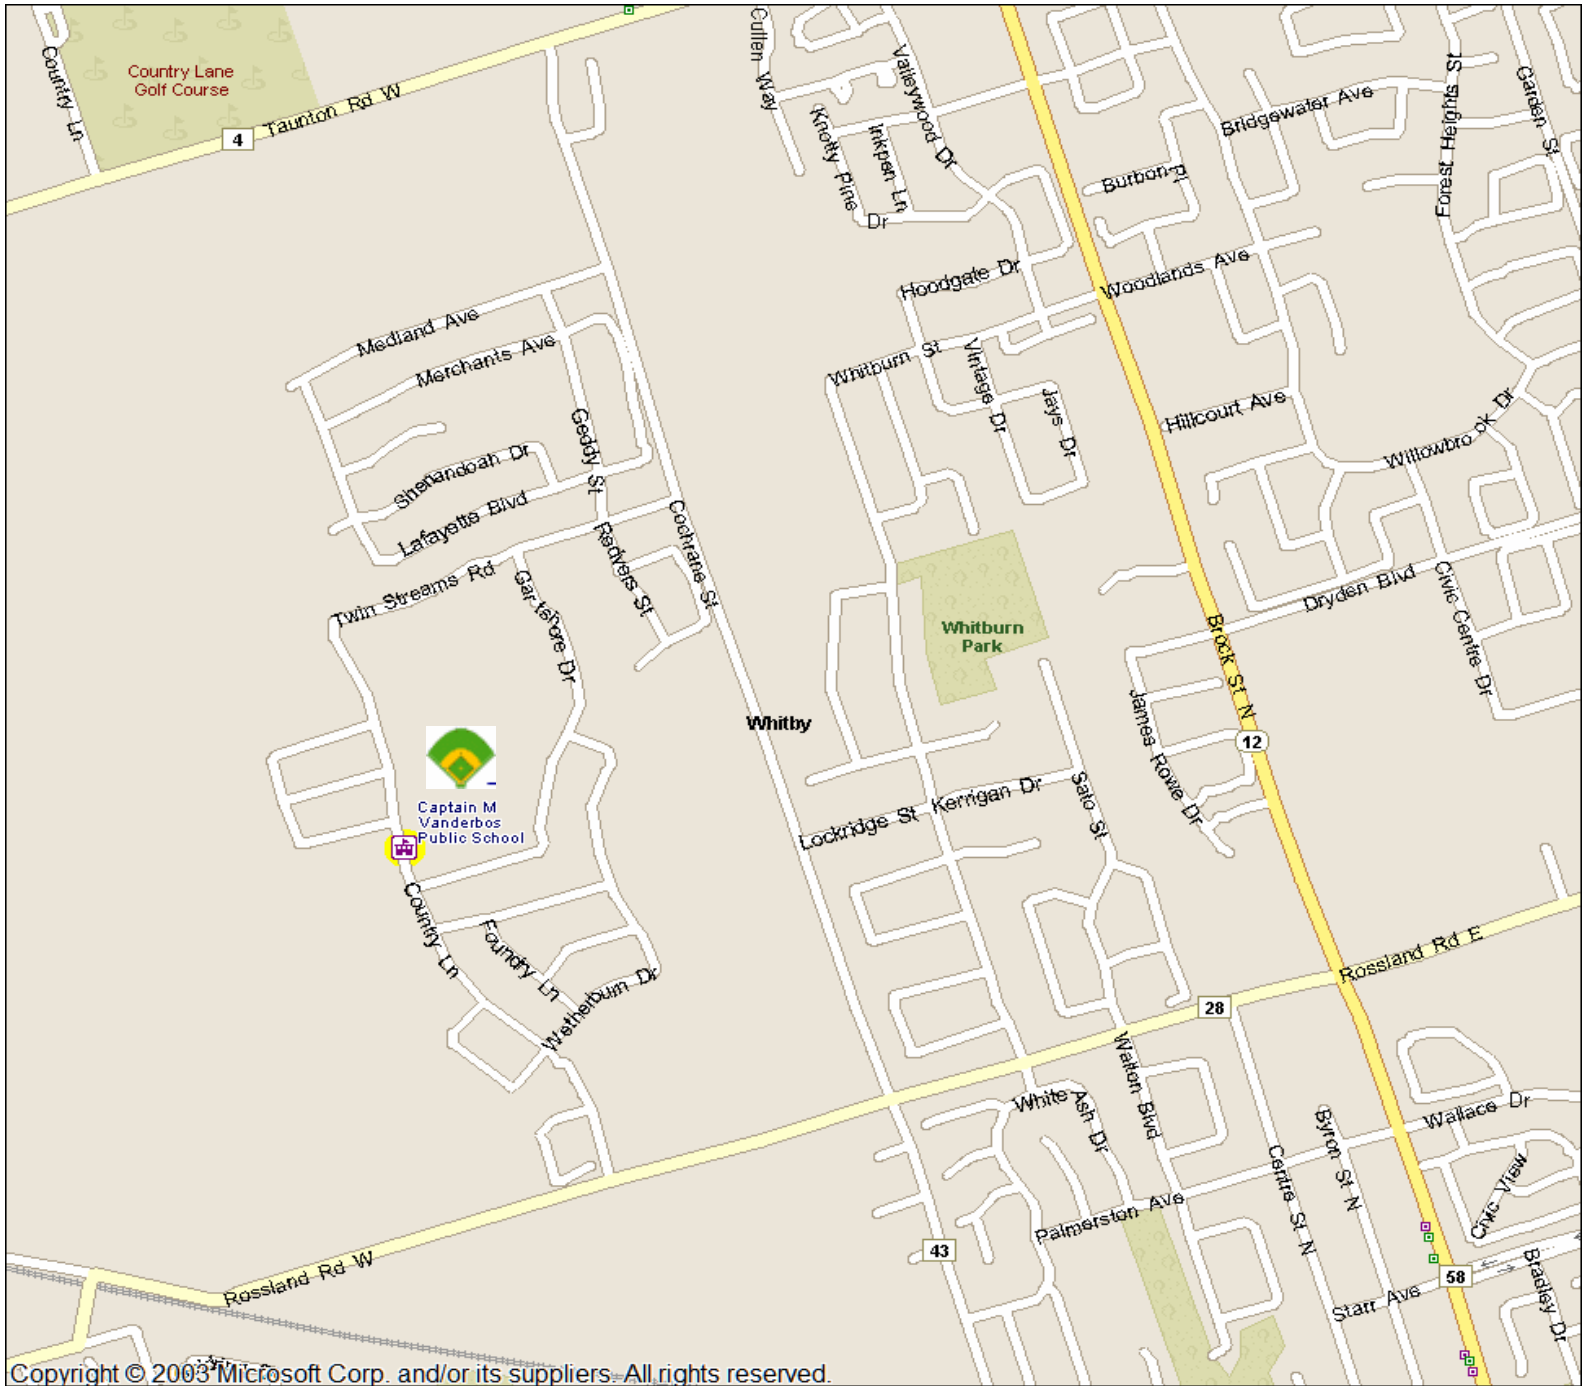 Cullen Way
Country Ln
Country Lane
Golf Course
Taunton Rd W
4
Valleywood Dr
Knotty Pine Dr
Inkpen Ln
Bridgewater Ave
Forest Heights St
Garden St
Burbon Pl
Hoodgate Dr
Woodlands Ave
Medland Ave
Merchants Ave
Whitburn St
Vintage Dr
Jays Dr
Hillcourt Ave
Willowbrook Dr
Geddy St
Shenandoah Dr
Lafayette Blvd
Redvers St
Cochrane St
Twin Streams Rd
Gartshore Dr
Whitburn
Park
Dryden Blvd
Civic Centre Dr
Brock St N
12
James Rowe Dr
Whitby
Captain M
Vanderbos
Public School
Lockridge St
Kerrigan Dr
Sato St
Country Ln
Foundry Ln
Wetherburn Dr
Rossland Rd E
28
Walton Blvd
White Ash Dr
Wallace Dr
Byron St N
Centre St N
Civic View
Palmerston Ave
43
Rossland Rd W
58
Starr Ave
Bradley Dr
Copyright © 2003 Microsoft Corp. and/or its suppliers. All rights reserved.